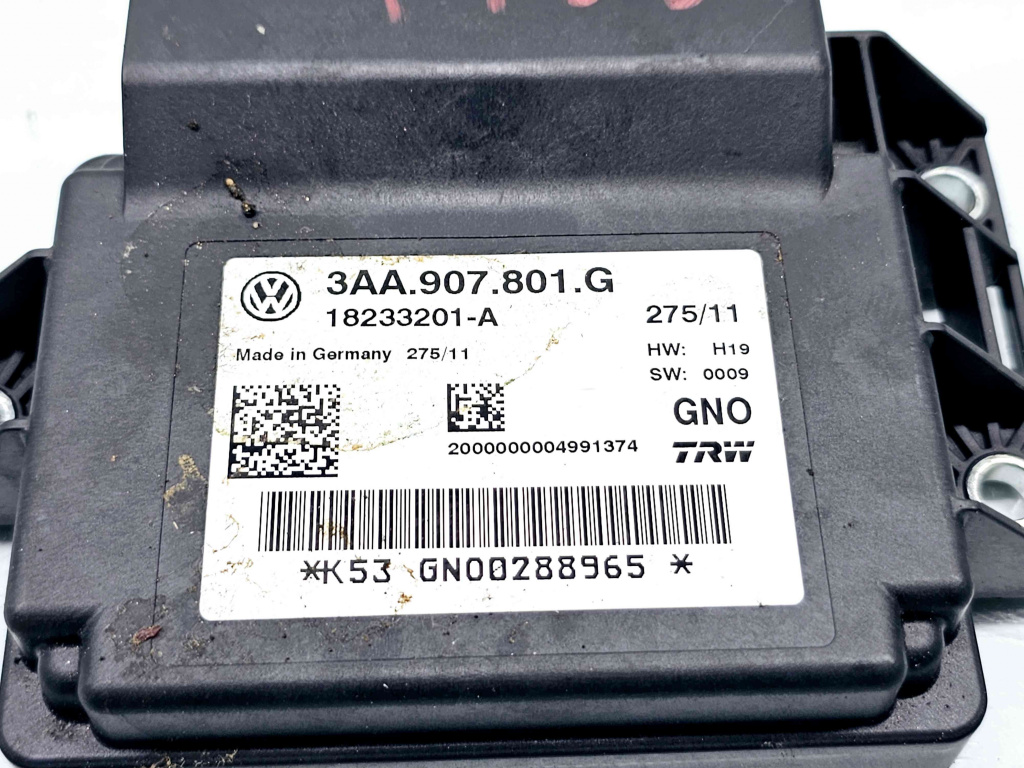 3AA.907.801.G
18233201-A
275/11
Made in Germany 275/11
HW: H19
SW: 0009
GNO
2000000004991374
TRW
*K53 GNO0288965 *